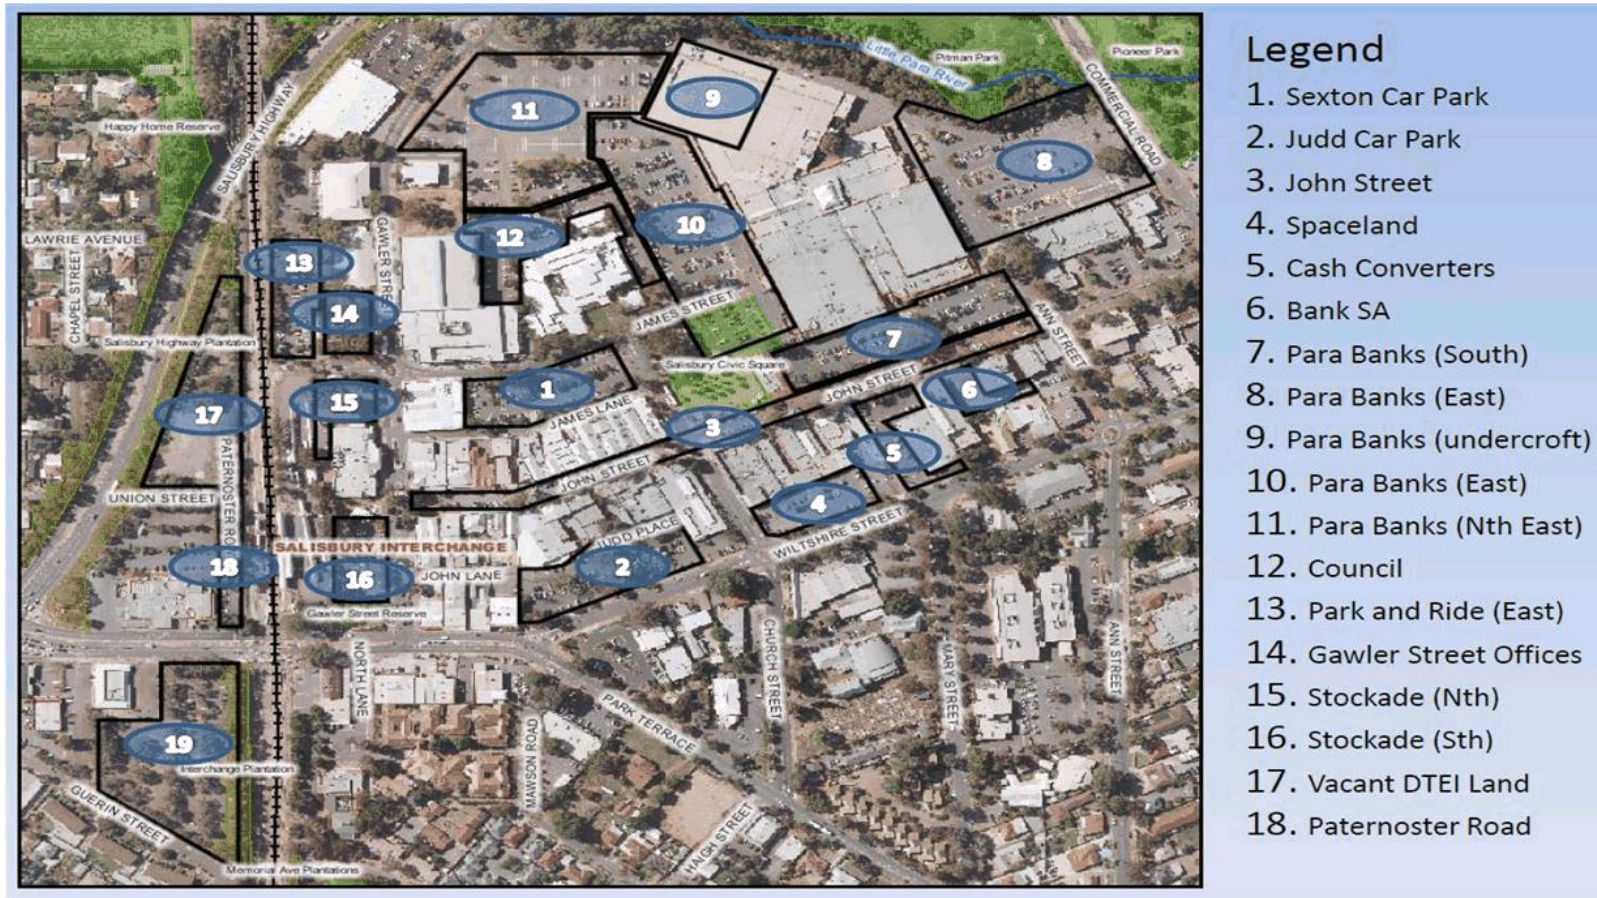 Little Para River
Pitman Park
Pioneer Park
COMMERCIAL ROAD
SALISBURY HIGHWAY
Happy Home Reserve
11
9
8
LAWRIE AVENUE
CHAPEL STREET
GAWLER STREET
12
10
13
14
JAMES STREET
Salisbury Highway Plantation
ANN STREET
7
Salisbury Civic Square
15
1
6
JOHN STREET
17
JAMES LANE
3
PATERNOSTER RO
5
JOHN STREET
UNION STREET
4
JUDD PLACE
WILTSHIRE STREET
SALISBURY INTERCHANGE
18
16
JOHN LANE
2
Gawler Street Reserve
NORTH LANE
CHURCH STREET
MARY STREET
ANN STREET
PARK TERRACE
19
MAWSON ROAD
Interchange Plantation
GUERIN STREET
HAIGH STREET
Memorial Ave Plantations
Legend
1. Sexton Car Park
2. Judd Car Park
3. John Street
4. Spaceland
5. Cash Converters
6. Bank SA
7. Para Banks (South)
8. Para Banks (East)
9. Para Banks (undercroft)
10. Para Banks (East)
11. Para Banks (Nth East)
12. Council
13. Park and Ride (East)
14. Gawler Street Offices
15. Stockade (Nth)
16. Stockade (Sth)
17. Vacant DTEI Land
18. Paternoster Road